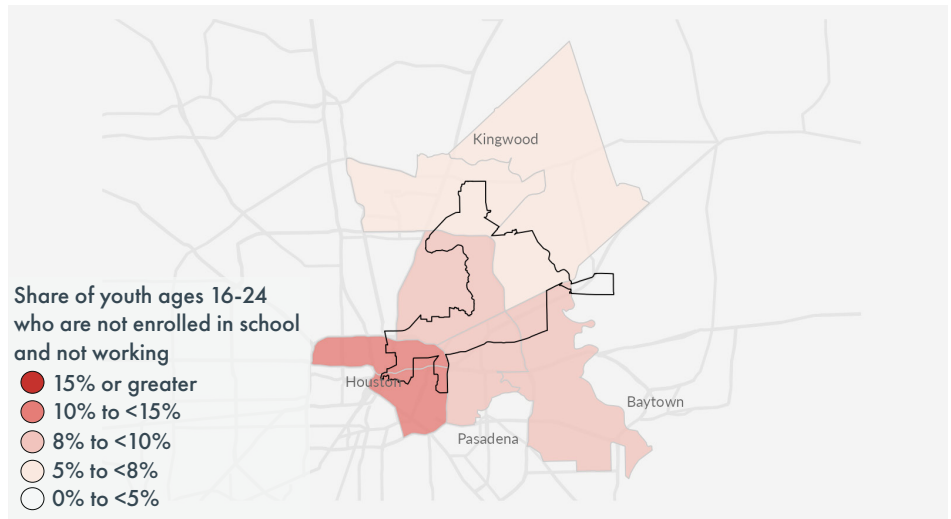 Kingwood
Share of youth ages 16-24
who are not enrolled in school
and not working
15% or greater
10% to <15%
8% to <10%
5% to <8%
0% to <5%
Houston
Baytown
Pasadena